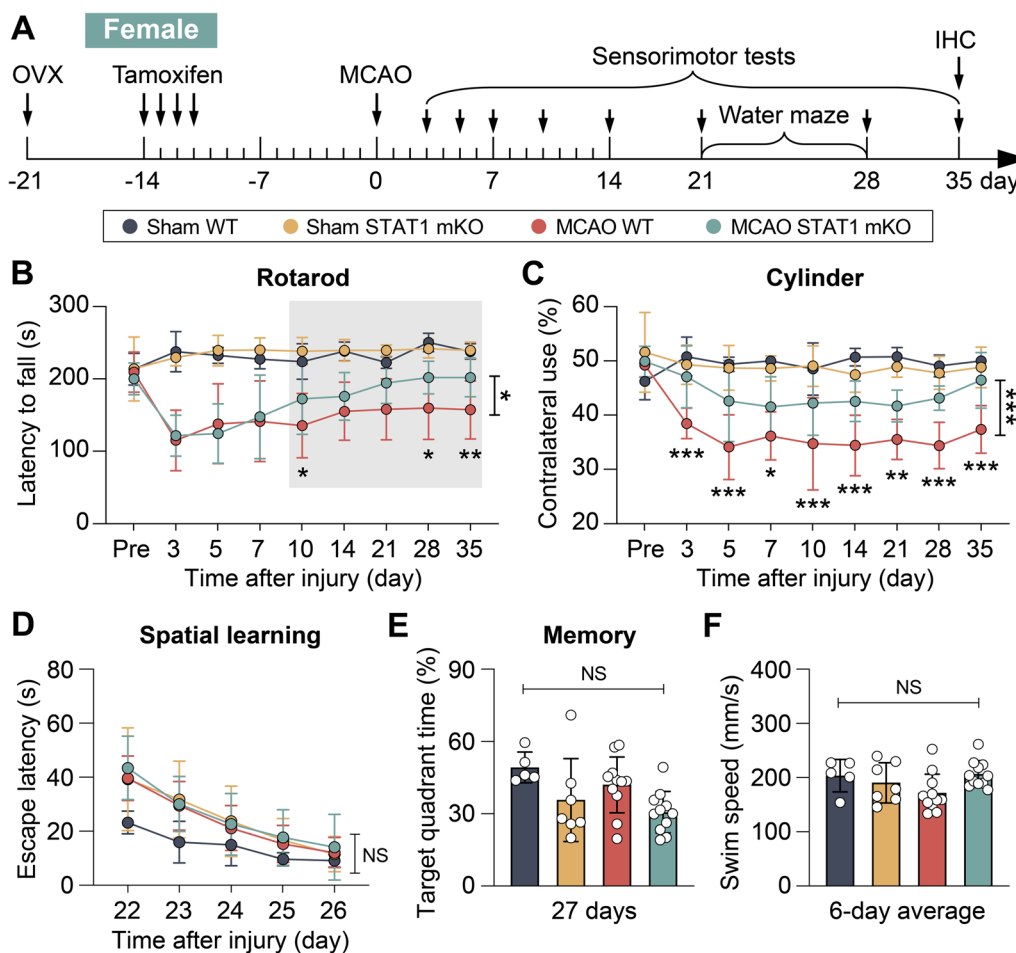 A
Female
OVX
Tamoxifen
MCAO
Sensorimotor tests
IHC
Water maze
-21
-14
-7
0
7
14
21
28
35
day
Sham WT
Sham STAT1 mKO
MCAO WT
MCAO STAT1 mKO
B
Rotarod
Latency to fall (s)
300
200
100
0
*
*
*
**
Pre 3 5 7 10 14 21 28 35
Time after injury (day)
C
Cylinder
Contralateral use (%)
60
50
40
30
20
***
***
***
*
***
***
**
***
***
Pre 3 5 7 10 14 21 28 35
Time after injury (day)
D
Spatial learning
Escape latency (s)
80
60
40
20
0
NS
22 23 24 25 26
Time after injury (day)
E
Memory
Target quadrant time (%)
90
60
30
0
NS
27 days
F
Swim speed (mm/s)
400
300
200
100
0
NS
6-day average